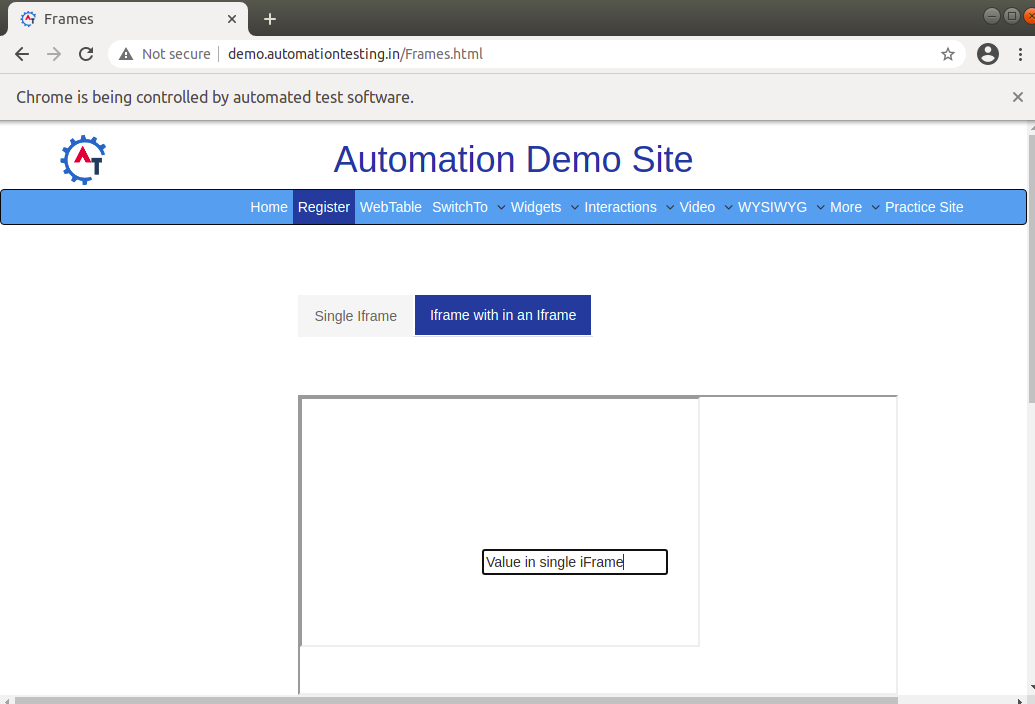 Frames
Not secure demo.automationtesting.in/Frames.html
Chrome is being controlled by automated test software.
AT
Automation Demo Site
Home Register WebTable SwitchTo Widgets Interactions Video WYSIWYG More Practice Site
Single Iframe Iframe with in an Iframe
Value in single iFrame